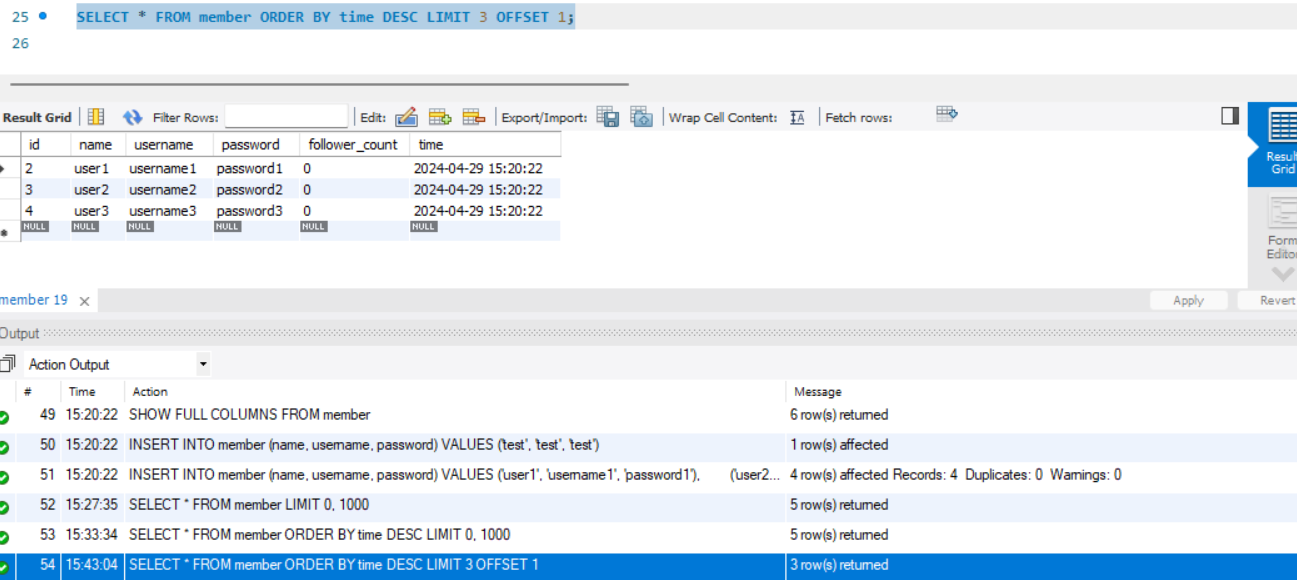 25 SELECT * FROM member ORDER BY time DESC LIMIT 3 OFFSET 1;
26
Result Grid Filter Rows: Edit: Export/Import: Wrap Cell Content: Fetch rows:
id name username password follower_count time
2 user1 username1 password1 0 2024-04-29 15:20:22
3 user2 username2 password2 0 2024-04-29 15:20:22
4 user3 username3 password3 0 2024-04-29 15:20:22
NULL NULL NULL NULL NULL NULL
Result
Grid
Form
Editor
member 19 Apply Revert
Output
Action Output
# Time Action Message
49 15:20:22 SHOW FULL COLUMNS FROM member 6 row(s) returned
50 15:20:22 INSERT INTO member (name, username, password) VALUES ('test', 'test', 'test') 1 row(s) affected
51 15:20:22 INSERT INTO member (name, username, password) VALUES ('user1', 'username1', 'password1'), ('user2... 4 row(s) affected Records: 4 Duplicates: 0 Warnings: 0
52 15:27:35 SELECT * FROM member LIMIT 0, 1000 5 row(s) returned
53 15:33:34 SELECT * FROM member ORDER BY time DESC LIMIT 0, 1000 5 row(s) returned
54 15:43:04 SELECT * FROM member ORDER BY time DESC LIMIT 3 OFFSET 1 3 row(s) returned